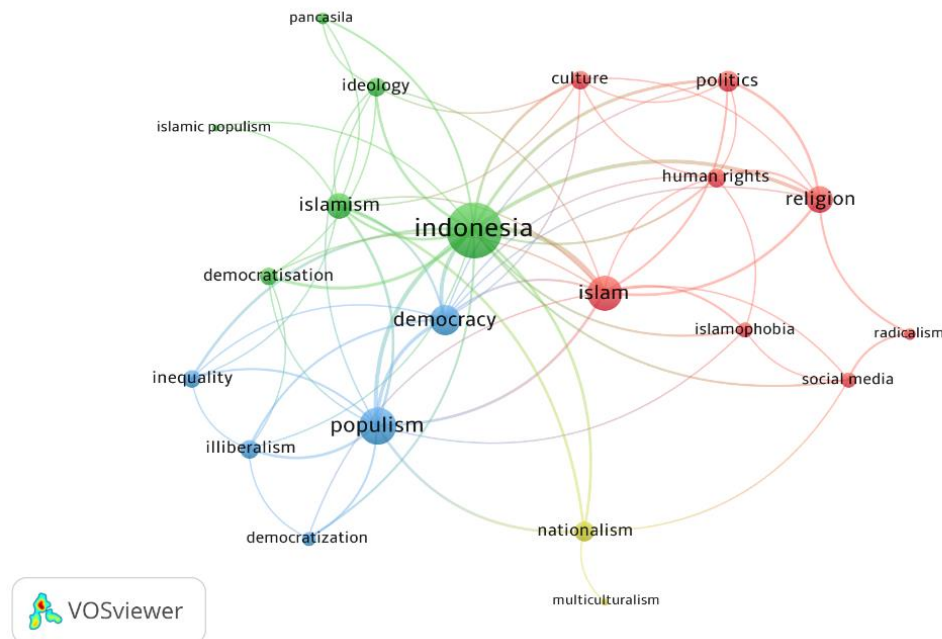 pancasila
ideology
culture
politics
islamic populism
human rights
religion
islamism
indonesia
democratisation
islam
democracy
islamophobia
radicalism
inequality
social media
populism
illiberalism
nationalism
democratization
multiculturalism
VOSviewer